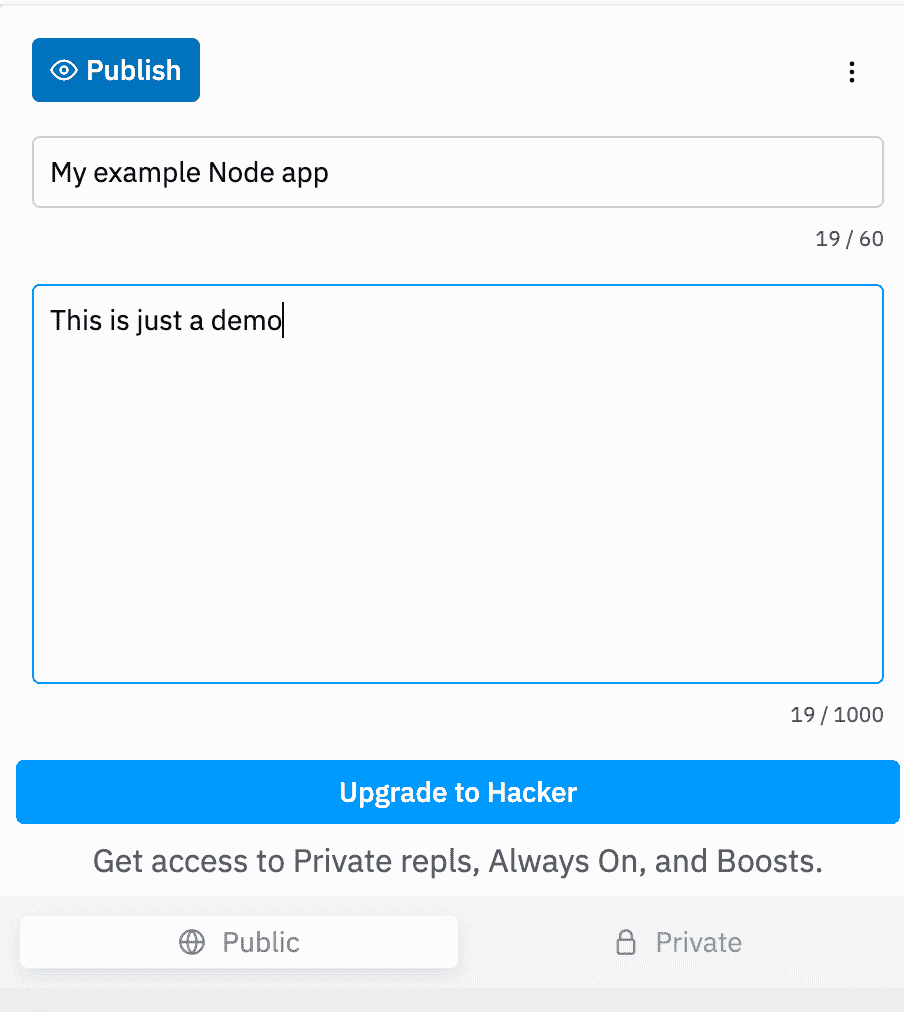 Publish
My example Node app
19 / 60
This is just a demo
19 / 1000
Upgrade to Hacker
Get access to Private repls, Always On, and Boosts.
Public Private